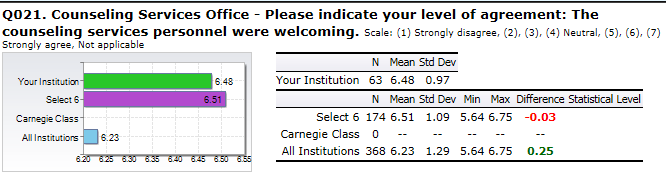 Q021. Counseling Services Office - Please indicate your level of agreement: The
counseling services personnel were welcoming. Scale: (1) Strongly disagree, (2), (3), (4) Neutral, (5), (6), (7)
Strongly agree, Not applicable
Your Institution 6.48
Select 6 6.51
Carnegie Class
All Institutions 6.23
6.20 6.25 6.30 6.35 6.40 6.45 6.50 6.55
N Mean Std Dev
Your Institution 63 6.48 0.97
N Mean Std Dev Min Max Difference Statistical Level
Select 6 174 6.51 1.09 5.64 6.75 -0.03
Carnegie Class 0 -- -- -- -- --
All Institutions 368 6.23 1.29 5.64 6.75 0.25